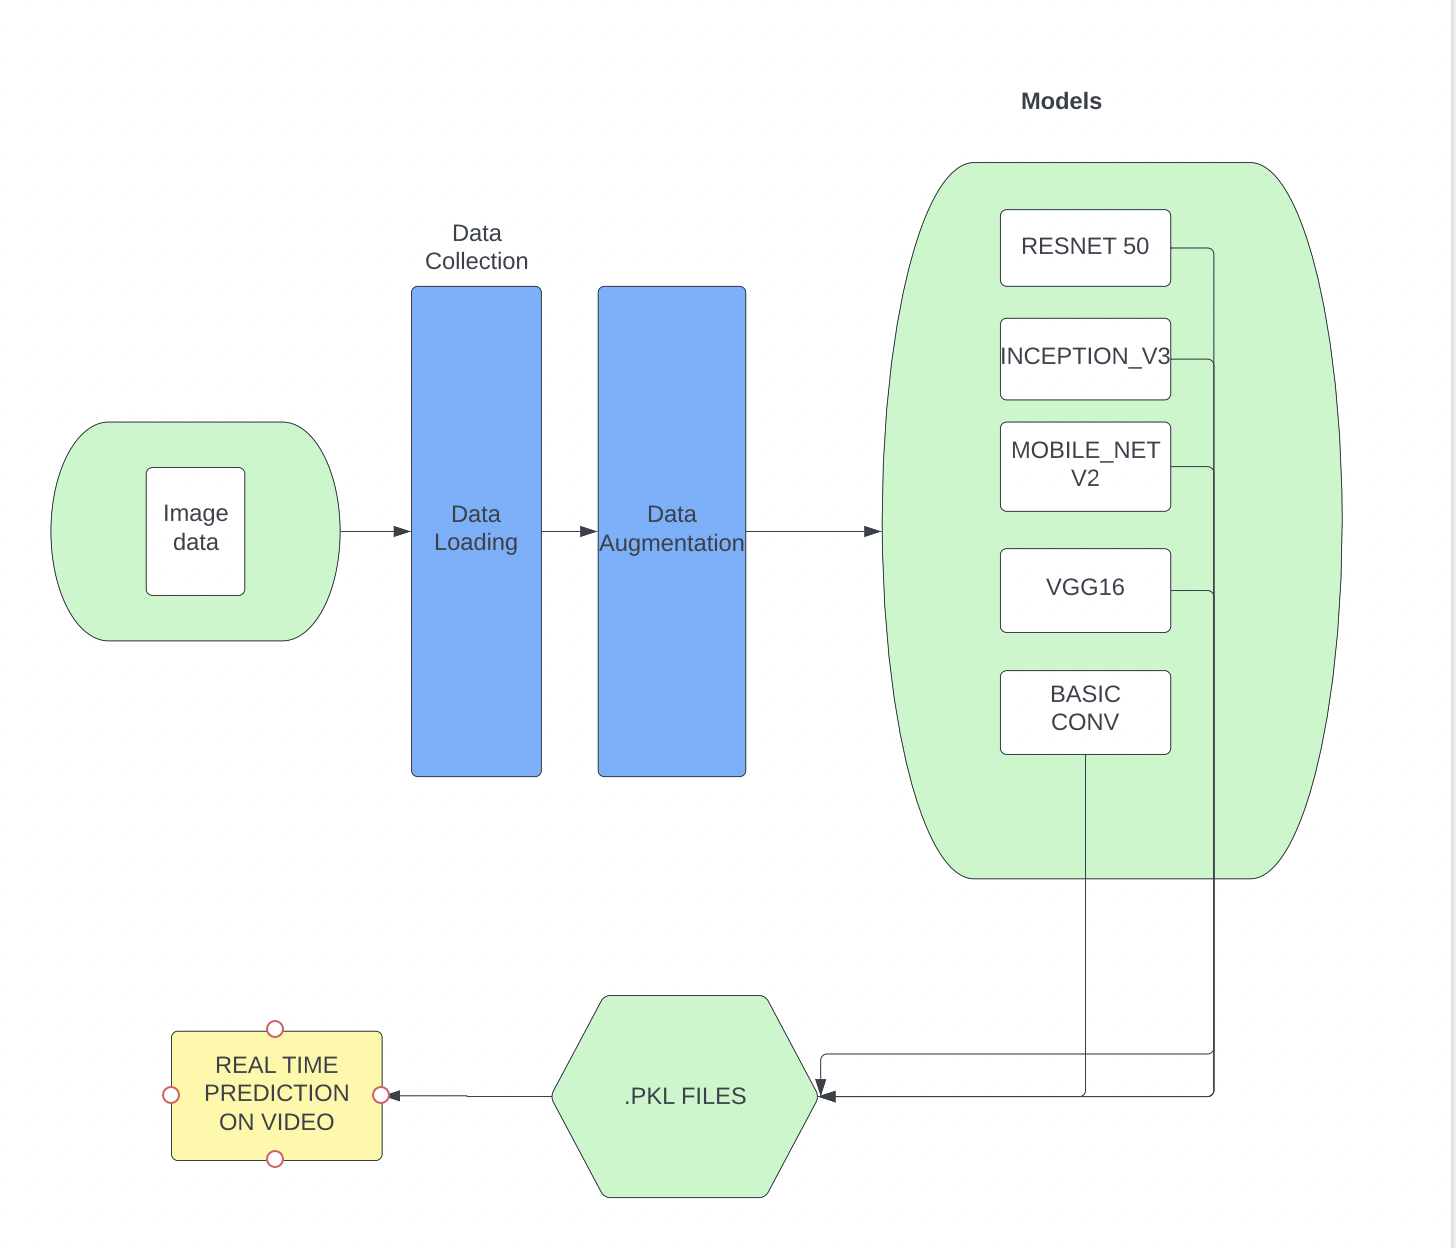 Models
Data
Collection
RESNET 50
INCEPTION_V3
MOBILE_NET
V2
VGG16
BASIC
CONV
Image
data
Data
Loading
Data
Augmentation
REAL TIME
PREDICTION
ON VIDEO
.PKL FILES